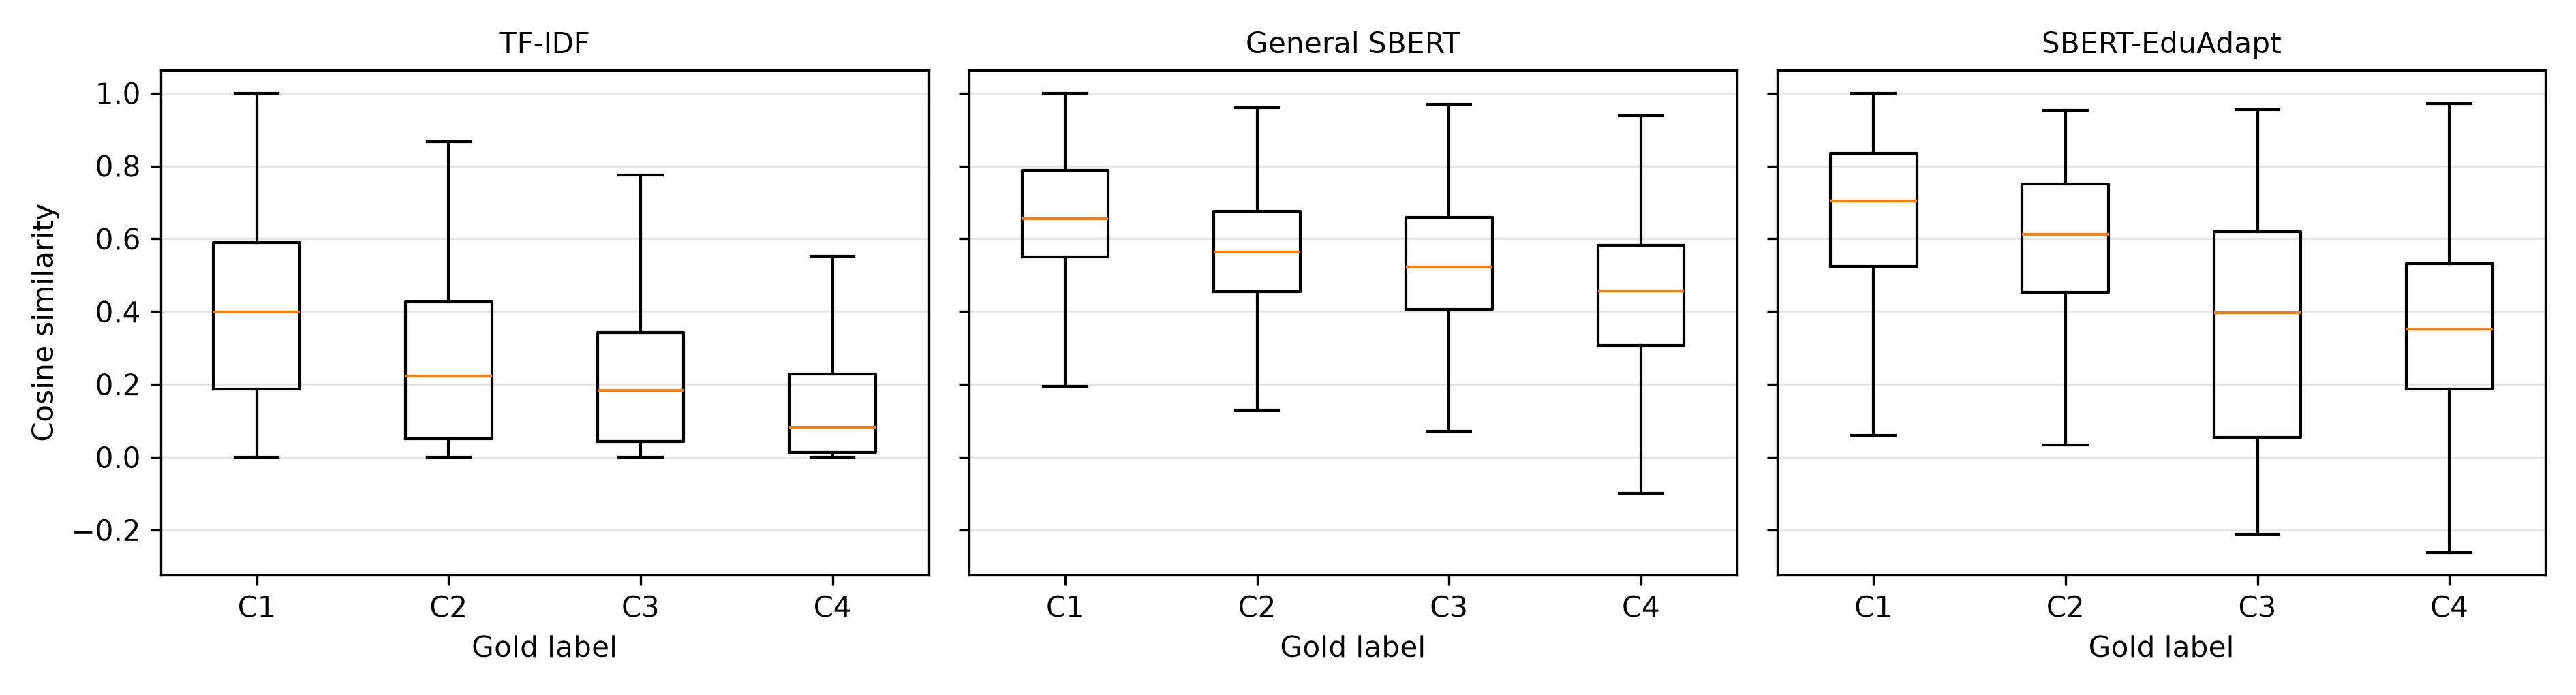 TF-IDF
General SBERT
SBERT-EduAdapt
Cosine similarity
1.0
0.8
0.6
0.4
0.2
0.0
−0.2
C1 C2 C3 C4
C1 C2 C3 C4
C1 C2 C3 C4
Gold label
Gold label
Gold label